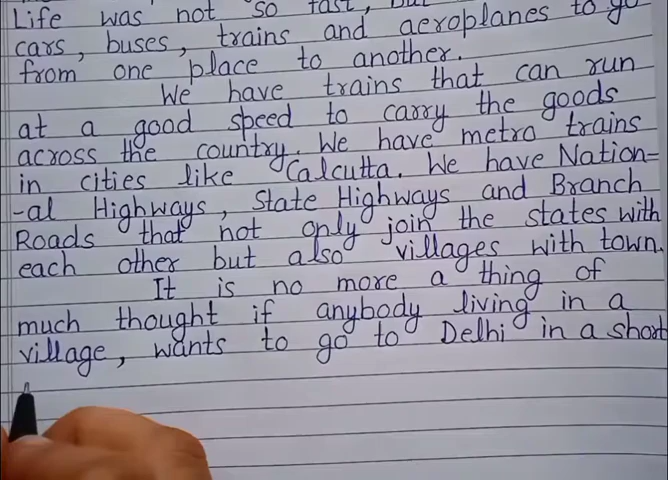 Life was not so fast, but
cars, buses, trains and aeroplanes to go
from one place to another.
We have trains that can run
at a good speed to carry the goods
across the country. We have metro trains
in cities like Calcutta. We have Nation=
-al Highways, State Highways and Branch
Roads that not only join the states with
each other but also villages with town.
It is no more a thing of
much thought if anybody living in a
village, wants to go to Delhi in a short